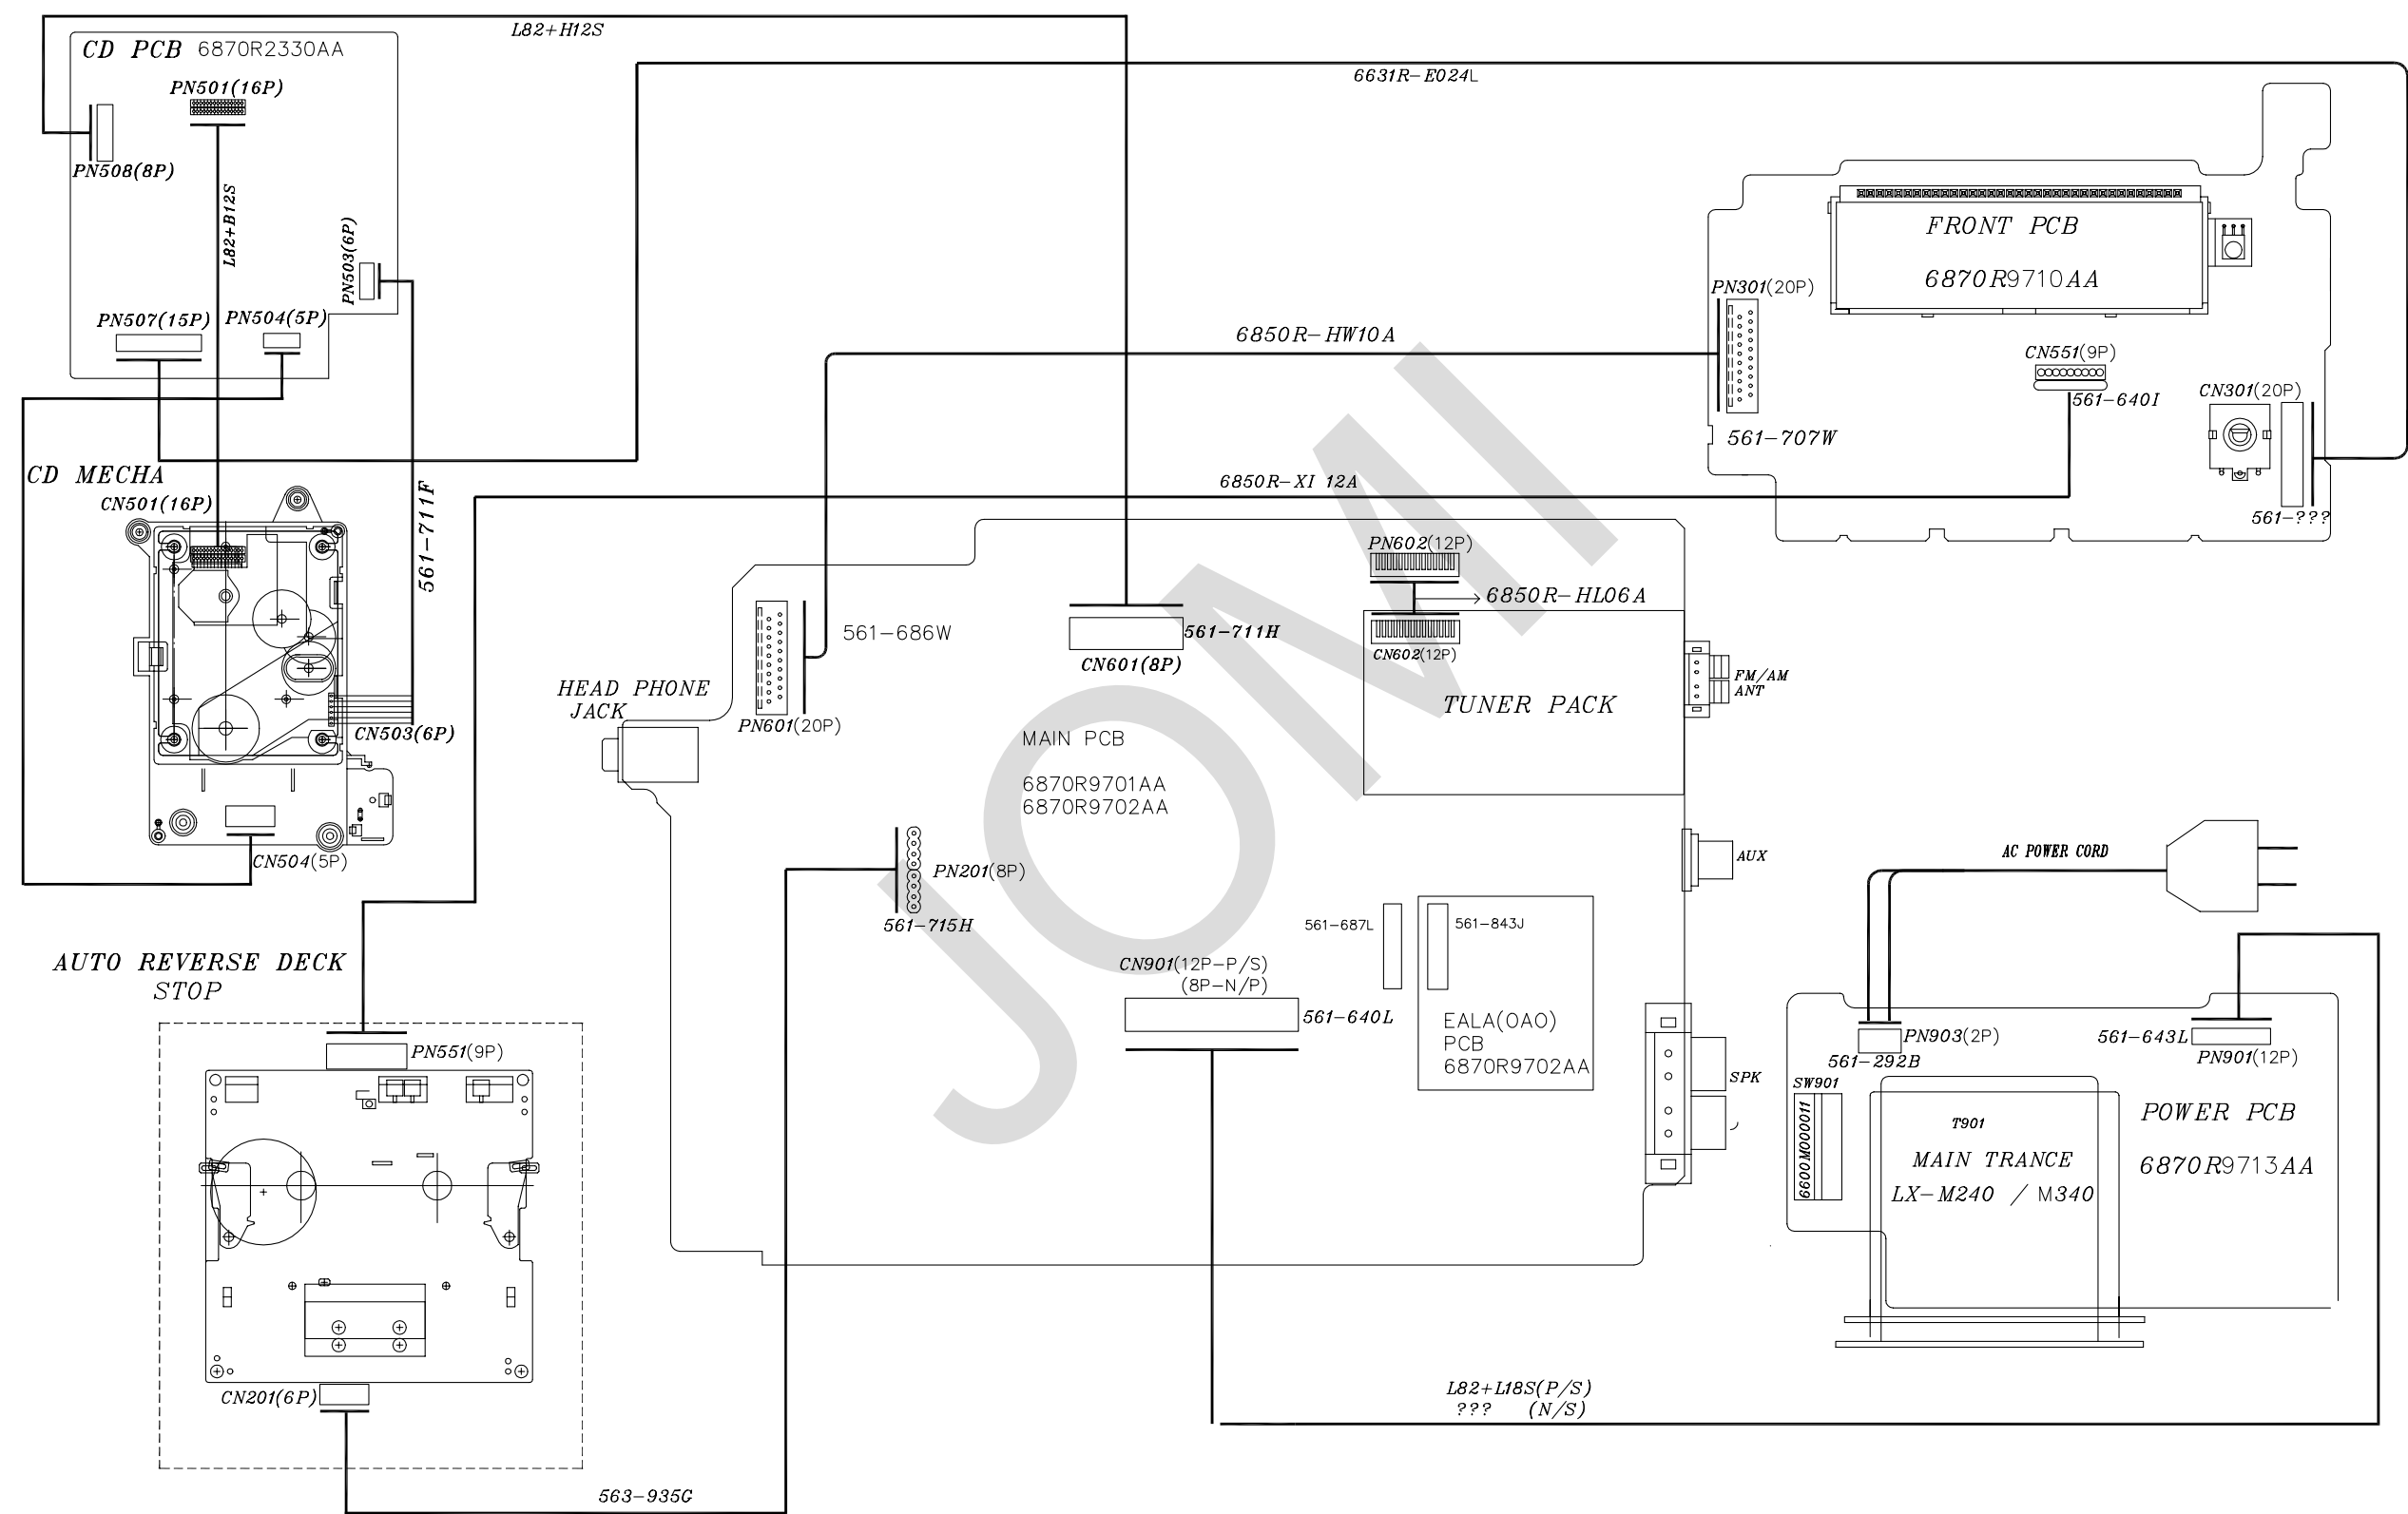 L82+H12S
CD PCB 6870R2330AA
PN501(16P)
PN508(8P)
L82+B12S
PN503(6P)
PN507(15P)
PN504(5P)
6631R-E024L
FRONT PCB
6870R9710AA
PN301(20P)
6850R-HW10A
CN551(9P)
561-640I
CN301(20P)
561-707W
561-???
CD MECHA
CN501(16P)
561-711F
6850R-XI 12A
CN503(6P)
CN504(5P)
PN602(12P)
6850R-HL06A
CN602(12P)
TUNER PACK
FM/AM
ANT
561-686W
561-711H
CN601(8P)
HEAD PHONE
JACK
PN601(20P)
MAIN PCB
6870R9701AA
6870R9702AA
JOMI
PN201(8P)
561-715H
AUX
AC POWER CORD
561-687L
561-843J
AUTO REVERSE DECK
STOP
CN901(12P-P/S)
(8P-N/P)
561-640L
EALA(OAO)
PCB
6870R9702AA
SPK
PN551(9P)
PN903(2P)
561-292B
561-643L
PN901(12P)
SW901
6600M000011
T901
MAIN TRANCE
LX-M240 / M340
POWER PCB
6870R9713AA
CN201(6P)
L82+L18S(P/S)
??? (N/S)
563-935G